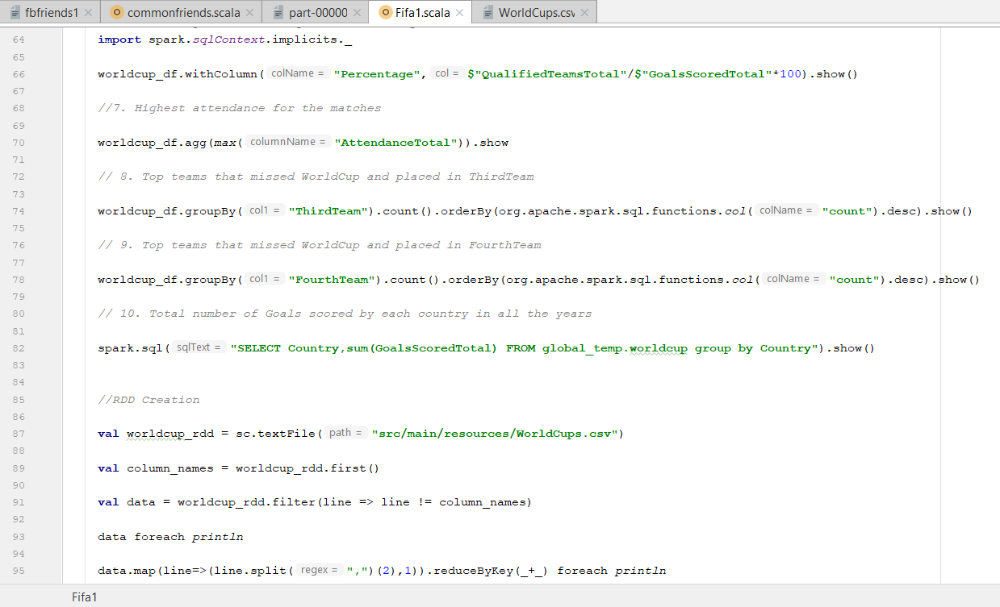 fbfriends1 × commonfriends.scala × part-00000 × Fifa1.scala × WorldCups.csv ×
64 import spark.sqlContext.implicits._
65
66 worldcup_df.withColumn( colName = "Percentage", col = $"QualifiedTeamsTotal"/$"GoalsScoredTotal"*100).show()
67
68 //7. Highest attendance for the matches
69
70 worldcup_df.agg(max( columnName = "AttendanceTotal")).show
71
72 // 8. Top teams that missed WorldCup and placed in ThirdTeam
73
74 worldcup_df.groupBy( col1 = "ThirdTeam").count().orderBy(org.apache.spark.sql.functions.col( colName = "count").desc).show()
75
76 // 9. Top teams that missed WorldCup and placed in FourthTeam
77
78 worldcup_df.groupBy( col1 = "FourthTeam").count().orderBy(org.apache.spark.sql.functions.col( colName = "count").desc).show()
79
80 // 10. Total number of Goals scored by each country in all the years
81
82 spark.sql( sqlText = "SELECT Country,sum(GoalsScoredTotal) FROM global_temp.worldcup group by Country").show()
83
84
85 //RDD Creation
86
87 val worldcup_rdd = sc.textFile( path = "src/main/resources/WorldCups.csv")
88
89 val column_names = worldcup_rdd.first()
90
91 val data = worldcup_rdd.filter(line => line != column_names)
92
93 data foreach println
94
95 data.map(line=>(line.split( regex = ",")(2),1)).reduceByKey(_+_) foreach println
Fifa1